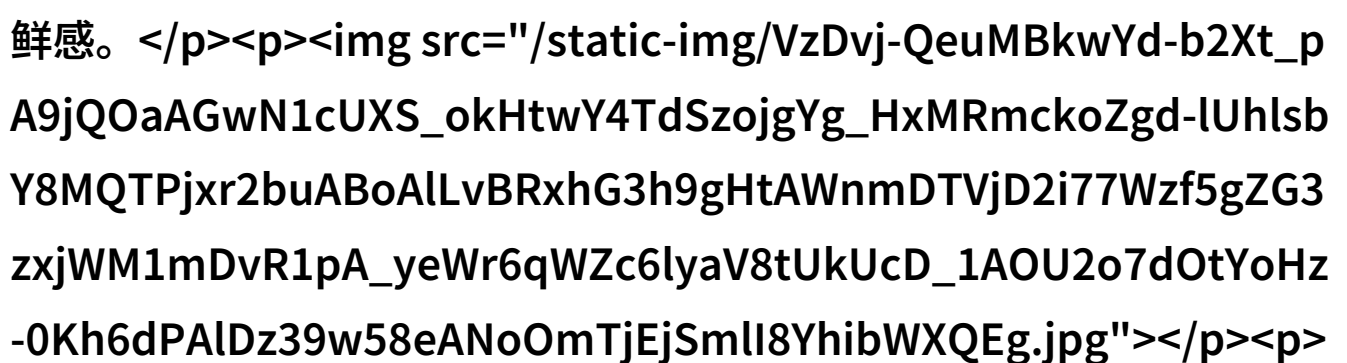 鲜感。</p><p><img src="/static-img/VzDvj-QeuMBkwYd-b2Xt_p
A9jQOaAGwN1cUXS_okHtwY4TdSzojgYg_HxMRmckoZgd-lUhlsb
Y8MQTPjxr2buABoAlLvBRxhG3h9gHtAWnmDTVjD2i77Wzf5gZG3
zxjWM1mDvR1pA_yeWr6qWZc6lyaV8tUkUcD_1AOU2o7dOtYoHz
-0Kh6dPAlDz39w58eANoOmTjEjSmlI8YhibWXQEg.jpg"></p><p>